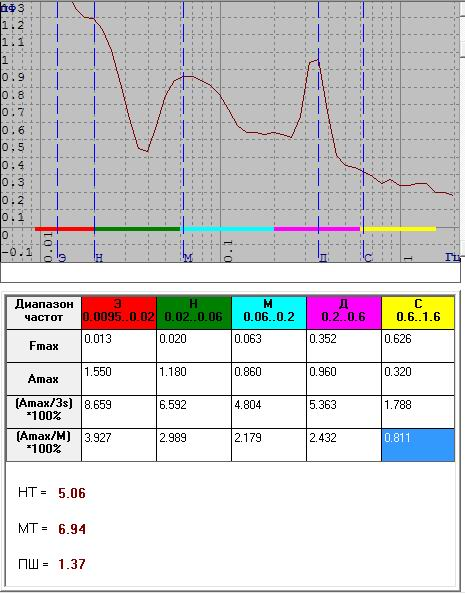 1.3
1.2
1.1
1
0.9
0.8
0.7
0.6
0.5
0.4
0.3
0.2
0.1
0
-0.1
0.01 Э Н М 0.1 Д С 1 Гц
Диапазон частот Э 0.0095..0.02 Н 0.02..0.06 М 0.06..0.2 Д 0.2..0.6 С 0.6..1.6
Fmax 0.013 0.020 0.063 0.352 0.626
Amax 1.550 1.180 0.860 0.960 0.320
(Amax/3s) *100% 8.659 6.592 4.804 5.363 1.788
(Amax/M) *100% 3.927 2.989 2.179 2.432 0.811
НТ = 5.06
МТ = 6.94
ПШ = 1.37